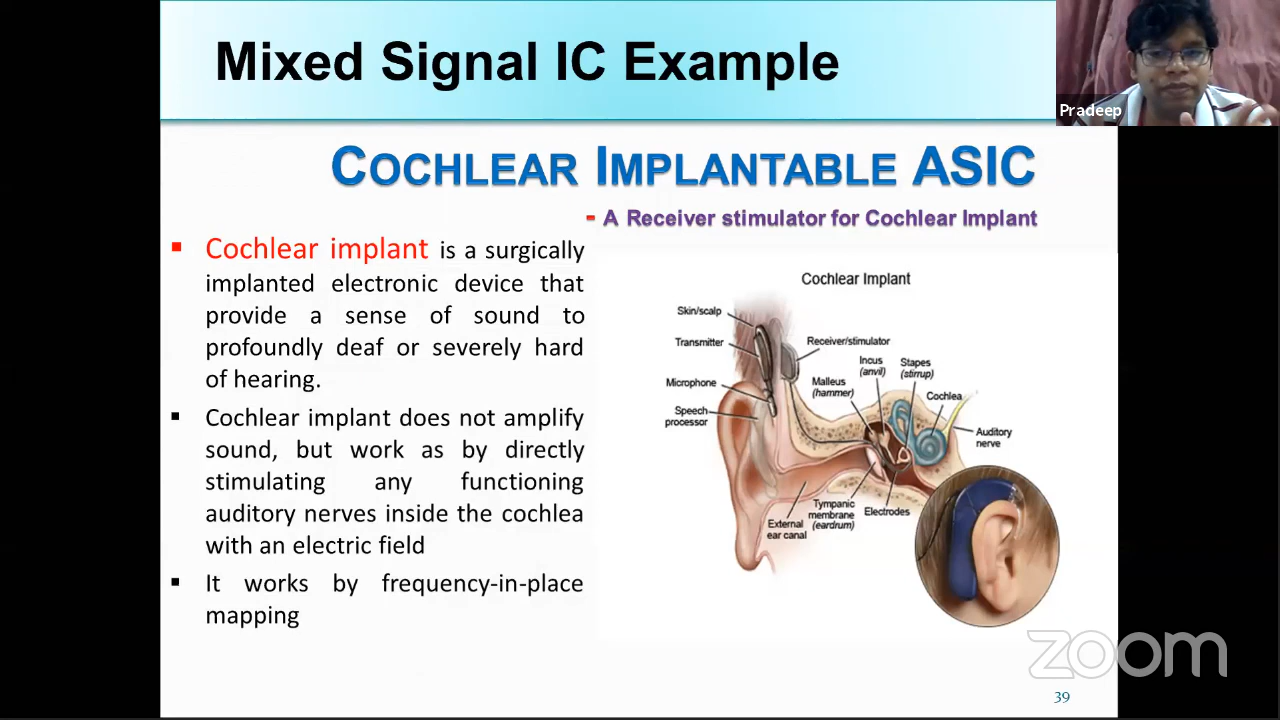 Mixed Signal IC Example
Pradeep
COCHLEAR IMPLANTABLE ASIC
- A Receiver stimulator for Cochlear Implant
▪ Cochlear implant is a surgically
implanted electronic device that
provide a sense of sound to
profoundly deaf or severely hard
of hearing.
▪ Cochlear implant does not amplify
sound, but work as by directly
stimulating any functioning
auditory nerves inside the cochlea
with an electric field
▪ It works by frequency-in-place
mapping
Cochlear Implant
Skin/scalp
Transmitter
Microphone
Speech
processor
Receiver/stimulator
Incus
(anvil)
Stapes
(stirrup)
Malleus
(hammer)
Cochlea
Auditory
nerve
External
ear canal
Tympanic
membrane
(eardrum)
Electrodes
zoom
39